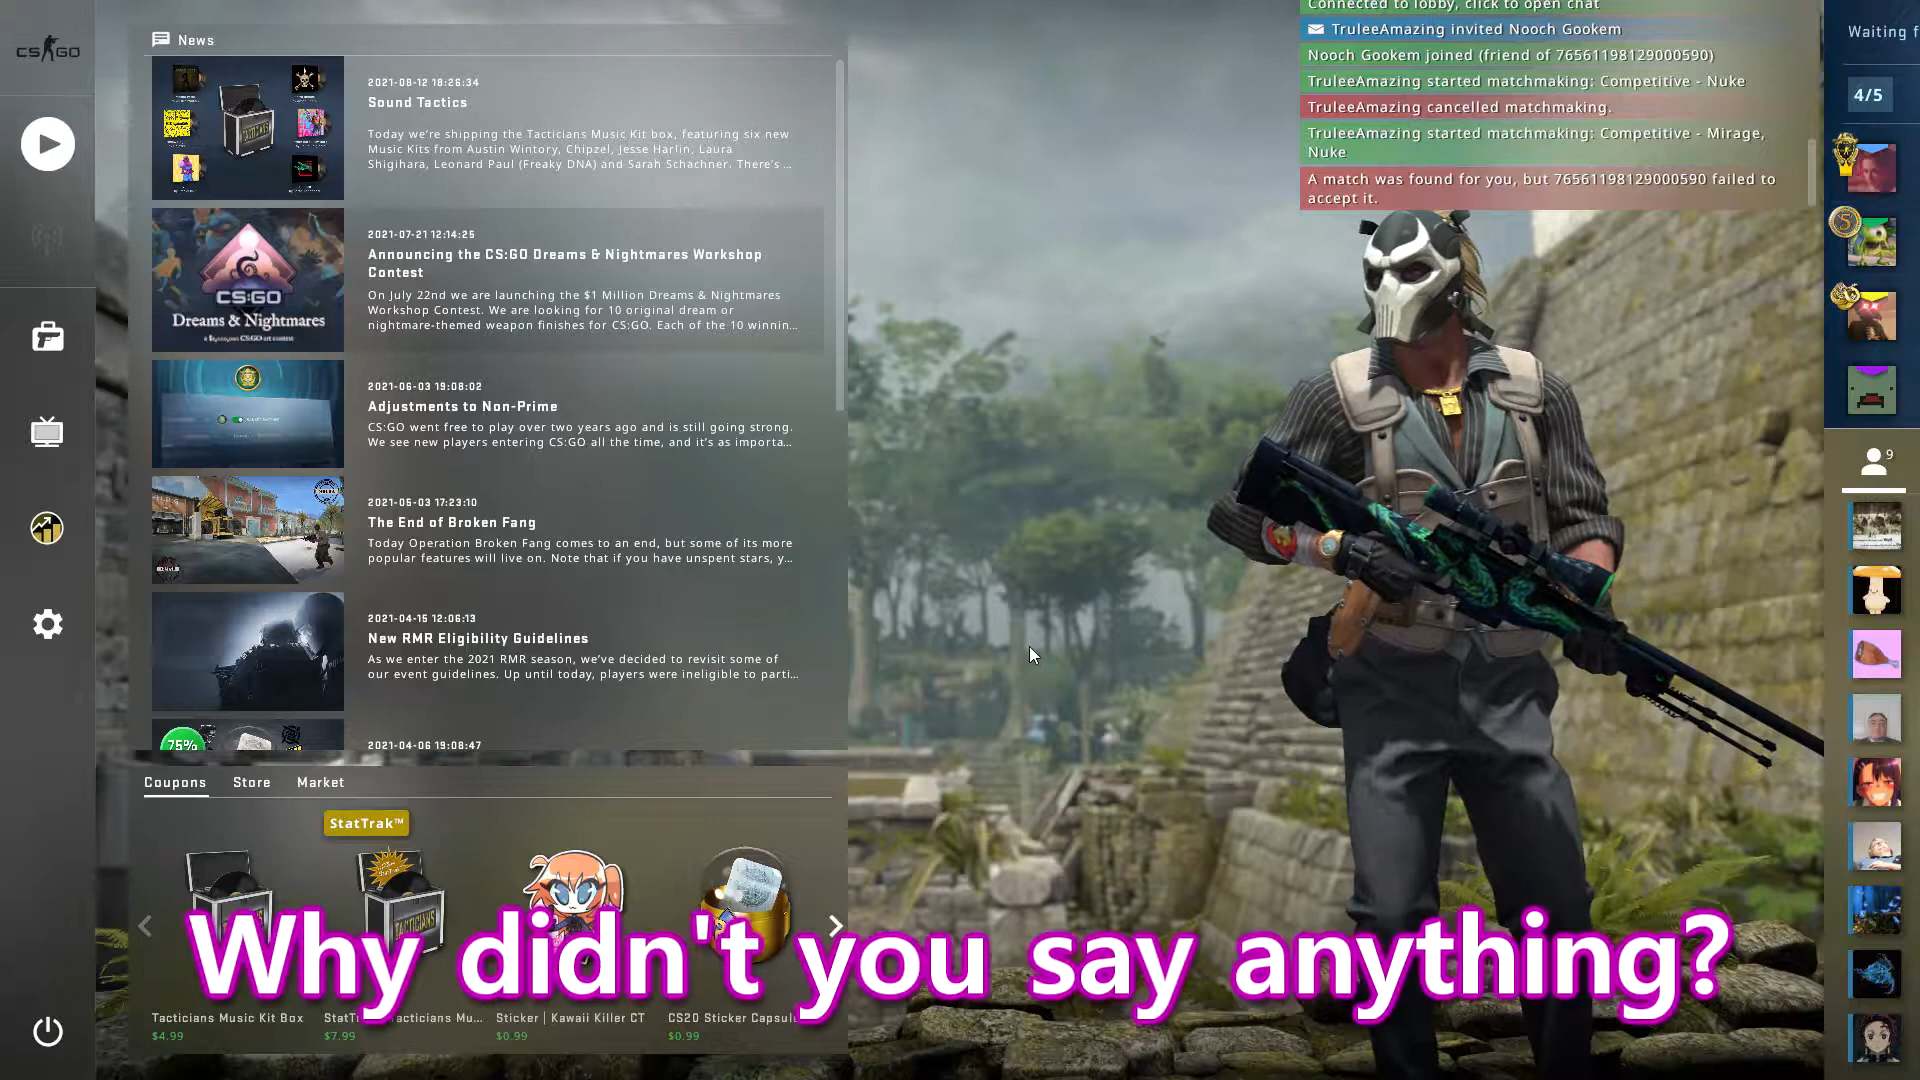 CS GO
News
2021-08-12 18:26:34
Sound Tactics
Today we're shipping the Tacticians Music Kit box, featuring six new
Music Kits from Austin Wintory, Chipzel, Jesse Harlin, Laura
Shigihara, Leonard Paul (Freaky DNA) and Sarah Schachner. There's ...
2021-07-21 12:14:25
Announcing the CS:GO Dreams & Nightmares Workshop
Contest
On July 22nd we are launching the $1 Million Dreams & Nightmares
Workshop Contest. We are looking for 10 original dream or
nightmare-themed weapon finishes for CS:GO. Each of the 10 winnin...
CS:GO
Dreams & Nightmares
a $1,000,000 CS:GO art contest
2021-06-03 19:08:02
Adjustments to Non-Prime
CS:GO went free to play over two years ago and is still going strong.
We see new players entering CS:GO all the time, and it's as importa...
2021-05-03 17:23:10
The End of Broken Fang
Today Operation Broken Fang comes to an end, but some of its more
popular features will live on. Note that if you have unspent stars, y...
2021-04-15 12:06:13
New RMR Eligibility Guidelines
As we enter the 2021 RMR season, we've decided to revisit some of
our event guidelines. Up until today, players were ineligible to parti...
75%
2021-04-06 19:08:47
Coupons Store Market
StatTrak™
TACTICIANS
Tacticians Music Kit Box
$4.99
$7.99
Sticker | Kawaii Killer CT
$0.99
CS20 Sticker Capsul
$0.99
Why didn't you say anything?
Connected to lobby, click to open chat
TruleeAmazing invited Nooch Gookem
Nooch Gookem joined (friend of 76561198129000590)
TruleeAmazing started matchmaking: Competitive - Nuke
TruleeAmazing cancelled matchmaking.
TruleeAmazing started matchmaking: Competitive - Mirage,
Nuke
A match was found for you, but 76561198129000590 failed to
accept it.
Waiting f
4/5
9